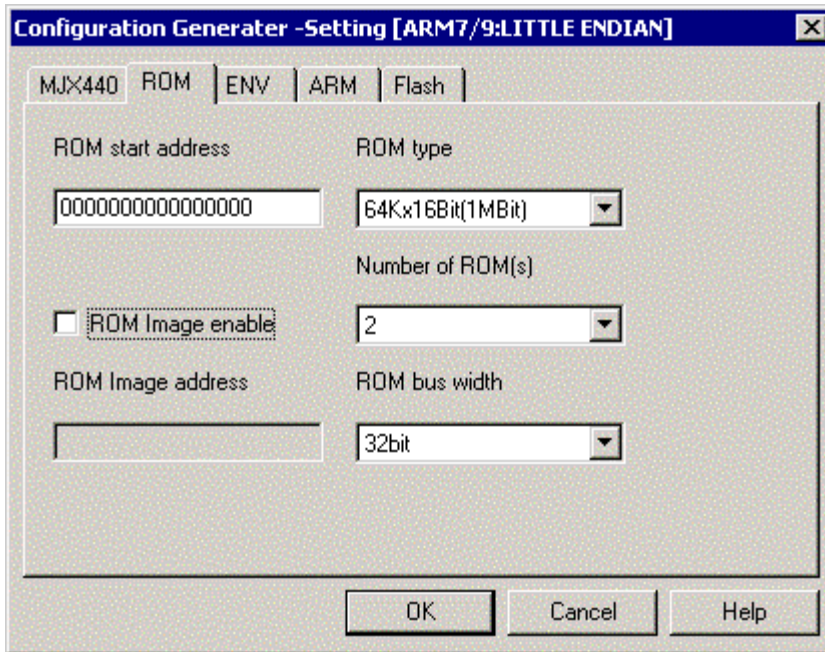 Configuration Generater -Setting [ARM7/9:LITTLE ENDIAN]
MJX440 ROM ENV ARM Flash
ROM start address ROM type
0000000000000000 64Kx16Bit(1MBit)
Number of ROM(s)
ROM Image enable 2
ROM Image address ROM bus width
32bit
OK Cancel Help